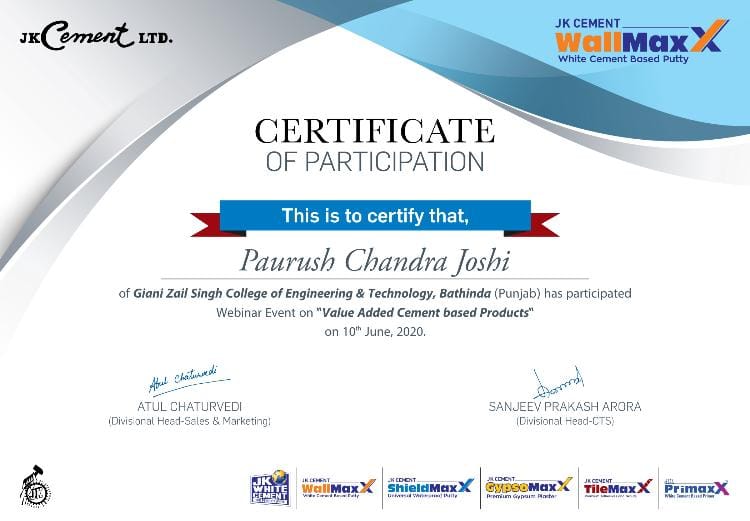 JK Cement LTD.
JK CEMENT
WallMaxX
White Cement Based Putty
CERTIFICATE
OF PARTICIPATION
This is to certify that,
Paurush Chandra Joshi
of Giani Zail Singh College of Engineering & Technology, Bathinda (Punjab) has participated
Webinar Event on "Value Added Cement based Products"
on 10th June, 2020.
Atul Chaturvedi
ATUL CHATURVEDI
(Divisional Head-Sales & Marketing)
SANJEEV PRAKASH ARORA
(Divisional Head-CTS)
JK
JK WHITE CEMENT
JK CEMENT
WallMaxX
White Cement Based Putty
JK CEMENT
ShieldMaxX
Universal Waterproof Putty
JK CEMENT
GypsoMaxX
Premium Gypsum Plaster
JK CEMENT
TileMaxX
JK CEMENT
PrimaxX
White Cement Based Primer